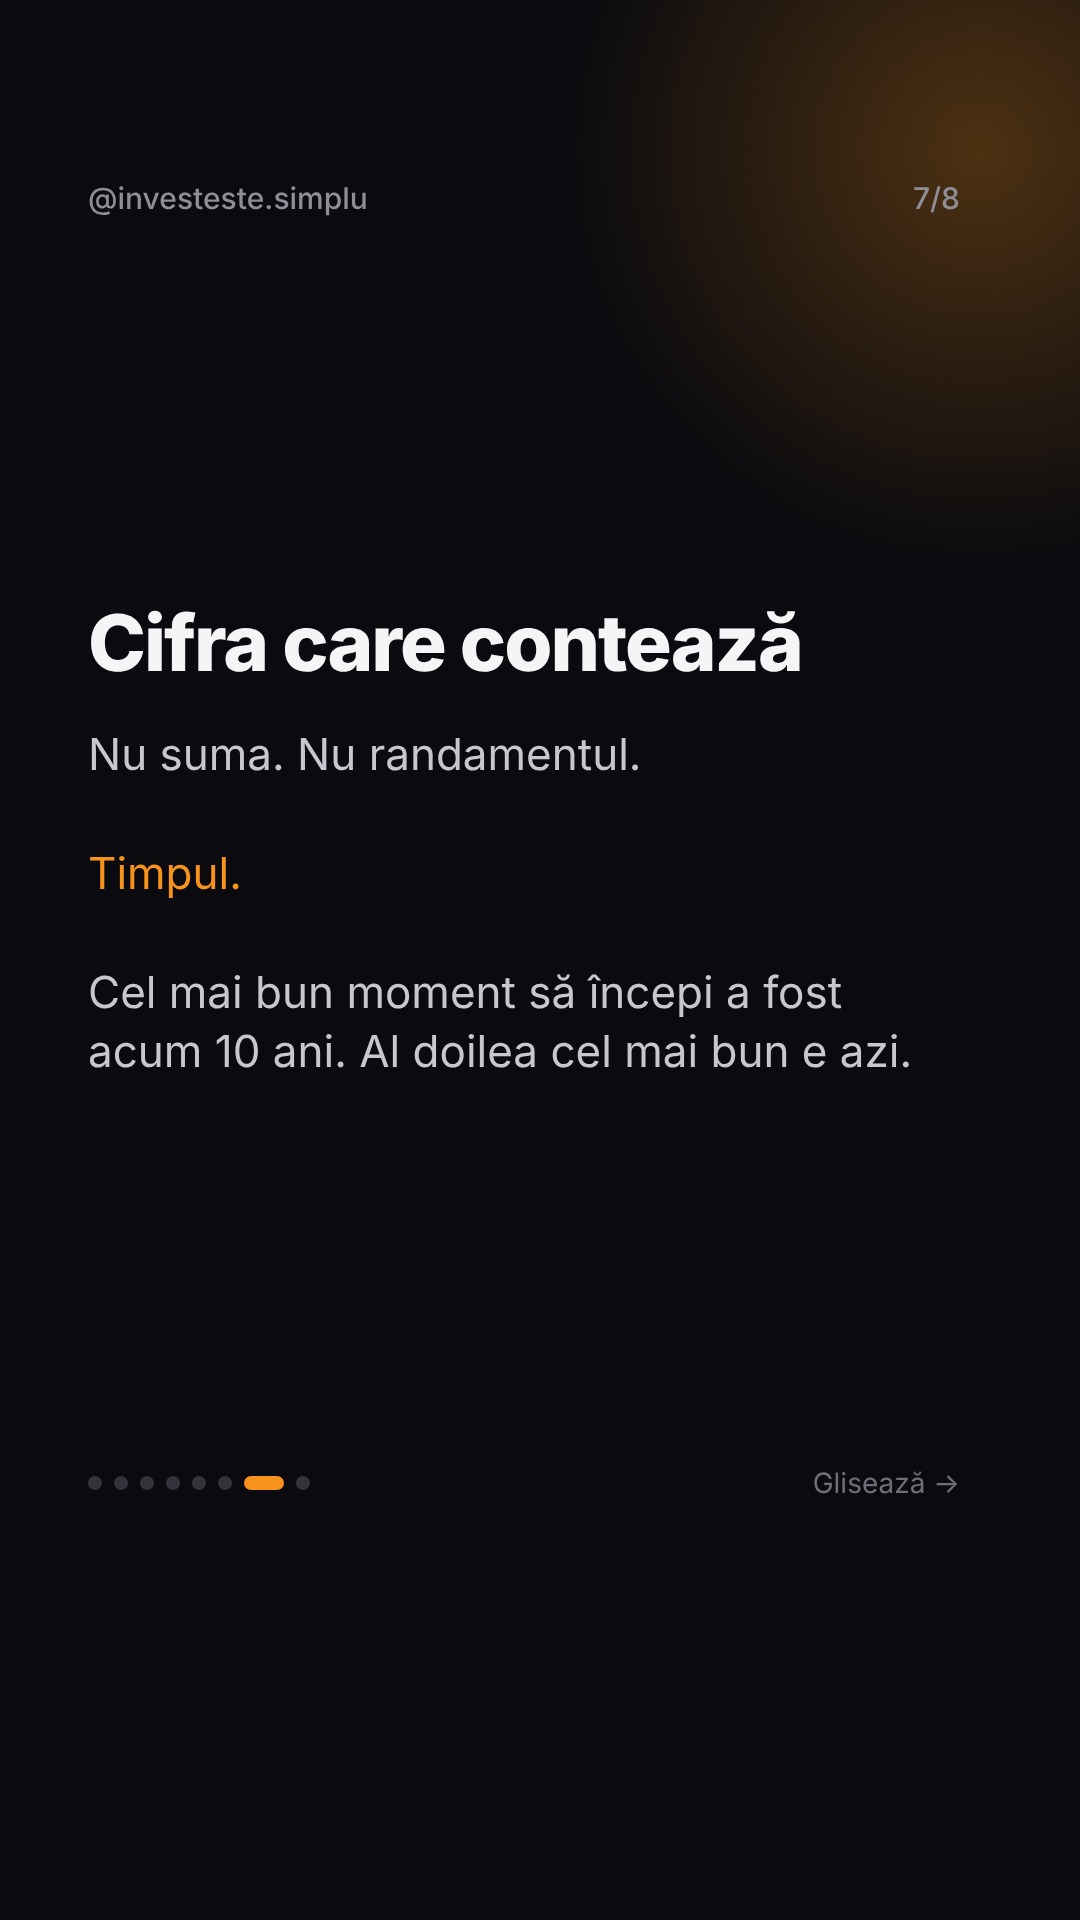 @investeste.simplu
7/8
Cifra care contează
Nu suma. Nu randamentul.
Timpul.
Cel mai bun moment să începi a fost
acum 10 ani. Al doilea cel mai bun e azi.
Glisează →